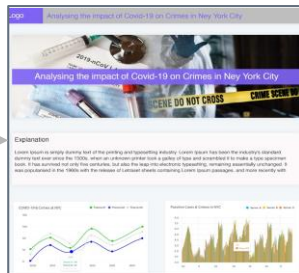 Logo
Analysing the impact of Covid-19 on Crimes in Ney York City
2019-nCoV
Analysing the impact of Covid-19 on Crimes in Ney York City
SCENE DO NOT CROSS
CRIME SCENE DO
Explanation
Lorem Ipsum is simply dummy text of the printing and typesetting industry. Lorem Ipsum has been the industry's standard
dummy text ever since the 1500s, when an unknown printer took a galley of type and scrambled it to make a type specimen
book. It has survived not only five centuries, but also the leap into electronic typesetting, remaining essentially unchanged. It
was popularised in the 1960s with the release of Letraset sheets containing Lorem Ipsum passages, and more recently with